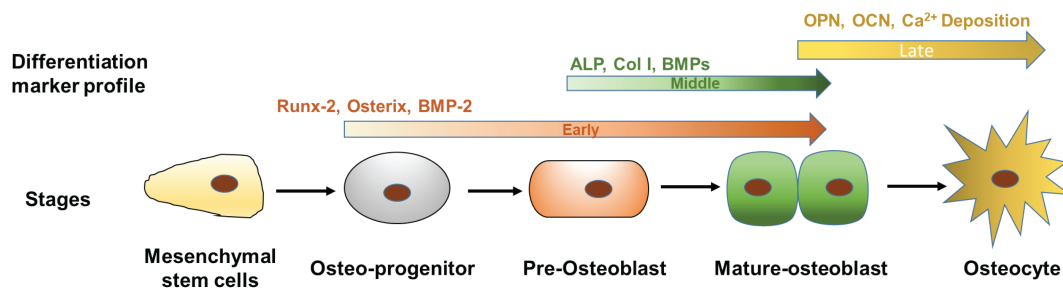 OPN, OCN, Ca²⁺ Deposition
Late
Differentiation
marker profile
ALP, Col I, BMPs
Middle
Runx-2, Osterix, BMP-2
Early
Stages
Mesenchymal
stem cells
Osteo-progenitor
Pre-Osteoblast
Mature-osteoblast
Osteocyte